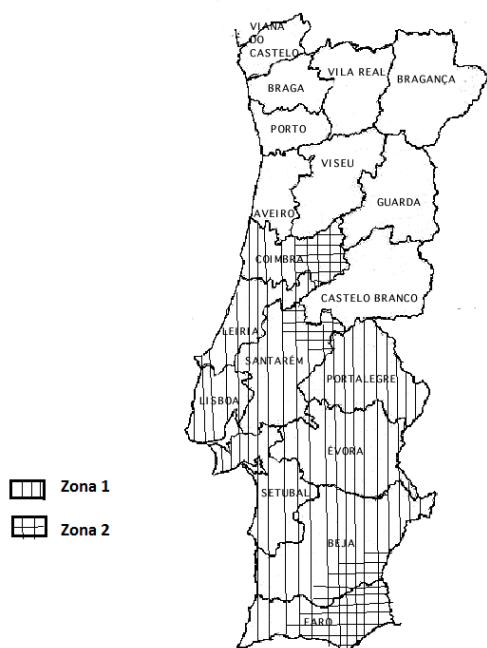 VIANA
DO
CASTELO
VILA REAL
BRAGANÇA
BRAGA
PORTO
VISEU
GUARDA
AVEIRO
COIMBRA
CASTELO BRANCO
LEIRIA
SANTARÉM
PORTALEGRE
LISBOA
ÉVORA
SETUBAL
BEJA
FARO
Zona 1
Zona 2